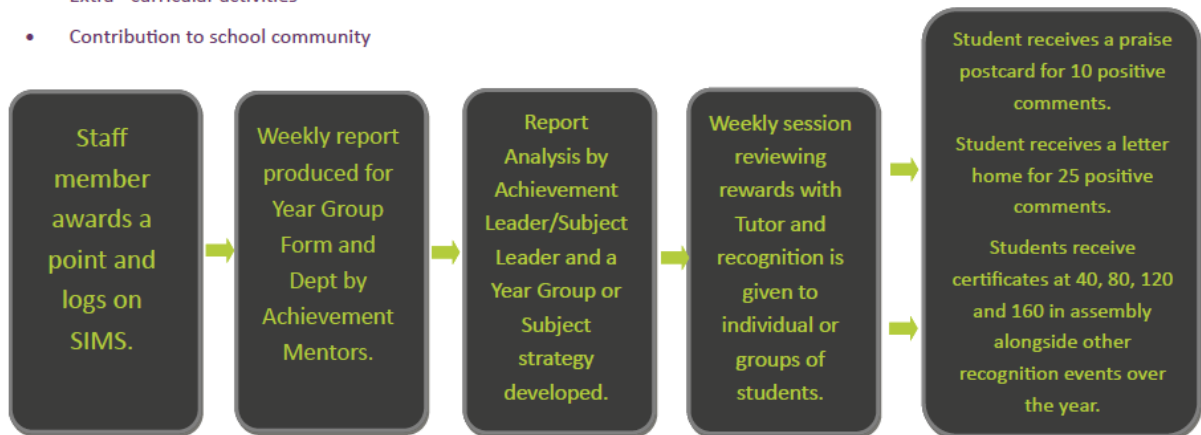 Extra - curricular activities
• Contribution to school community
Staff
member
awards a
point and
logs on
SIMS.
Weekly report
produced for
Year Group
Form and
Dept by
Achievement
Mentors.
Report
Analysis by
Achievement
Leader/Subject
Leader and a
Year Group or
Subject
strategy
developed.
Weekly session
reviewing
rewards with
Tutor and
recognition is
given to
individual or
groups of
students.
Student receives a praise
postcard for 10 positive
comments.
Student receives a letter
home for 25 positive
comments.
Students receive
certificates at 40, 80, 120
and 160 in assembly
alongside other
recognition events over
the year.